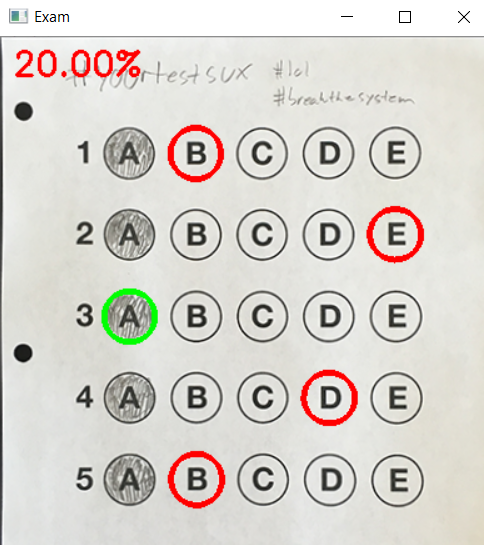 Exam
20.00%
#yourtestsux #lol
#breakthesystem
1 A B C D E
2 A B C D E
3 A B C D E
4 A B C D E
5 A B C D E